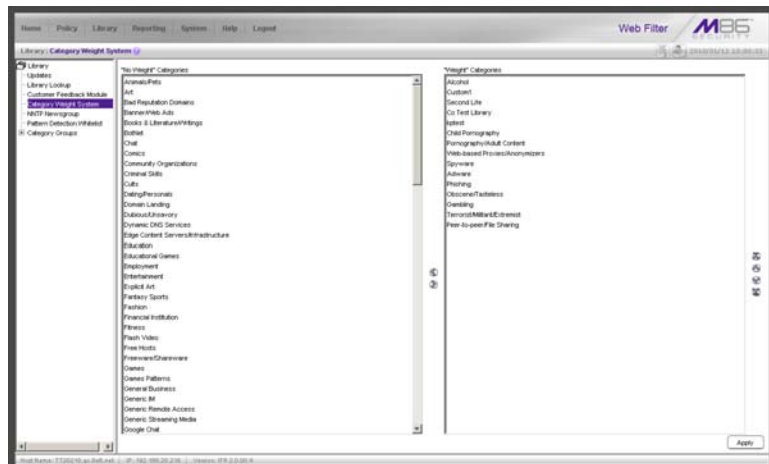 Home Policy Library Reporting System Help Logout
Web Filter
M86
SECURITY
Library : Category Weight System
Library
Updates
Library Lookup
Customer Feedback Module
Category Weight System
NNTP Newsgroup
Pattern Detection Whitelist
Category Groups
"No Weight" Categories
Animals/Pets
Art
Bad Reputation Domains
Banner/Web Ads
Books & Literature/Writings
BotNet
Chat
Comics
Community Organizations
Criminal Skills
Cults
Dating/Personals
Domain Landing
Dubious/Unsavory
Dynamic DNS Services
Edge Content Servers/Infrastructure
Education
Educational Games
Employment
Entertainment
Explicit Art
Fantasy Sports
Fashion
Financial Institution
Fitness
Flash Video
Free Hosts
Freeware/Shareware
Games
Games Patterns
General Business
Generic IM
Generic Remote Access
Generic Streaming Media
Google Chat
"Weight" Categories
Alcohol
Custom1
Second Life
Co Test Library
kptest
Child Pornography
Pornography/Adult Content
Web-based Proxies/Anonymizers
Spyware
Adware
Phishing
Obscene/Tasteless
Gambling
Terrorist/Militant/Extremist
Peer-to-peer/File Sharing
Apply
Host Name:
IP:
Version: